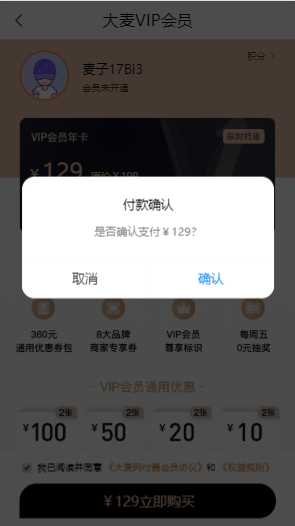 大麦VIP会员
积分 >
麦子17Bi3
会员未开通
VIP会员年卡
限时特惠
¥129 原价¥199
付款确认
是否确认支付¥129?
取消 确认
360元 8大品牌 VIP会员 每周五
通用优惠券包 商家专享券 尊享标识 0元抽奖
- VIP会员通用优惠 -
2张 2张 2张 2张
¥100 ¥50 ¥20 ¥10
我已阅读并同意《大麦网付费会员协议》和《权益规则》
¥129立即购买